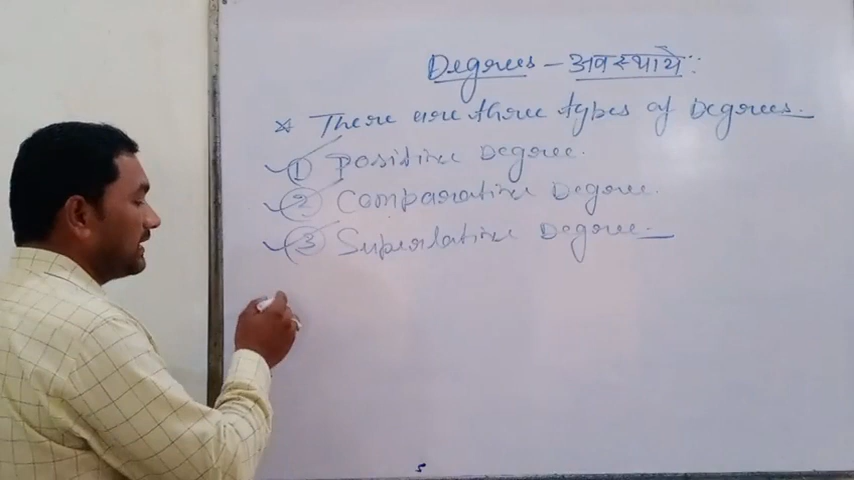 Degrees - अवस्थाये:
* There are three types of Degrees.
① Positive Degree.
② Comparative Degree.
③ Superlative Degree.